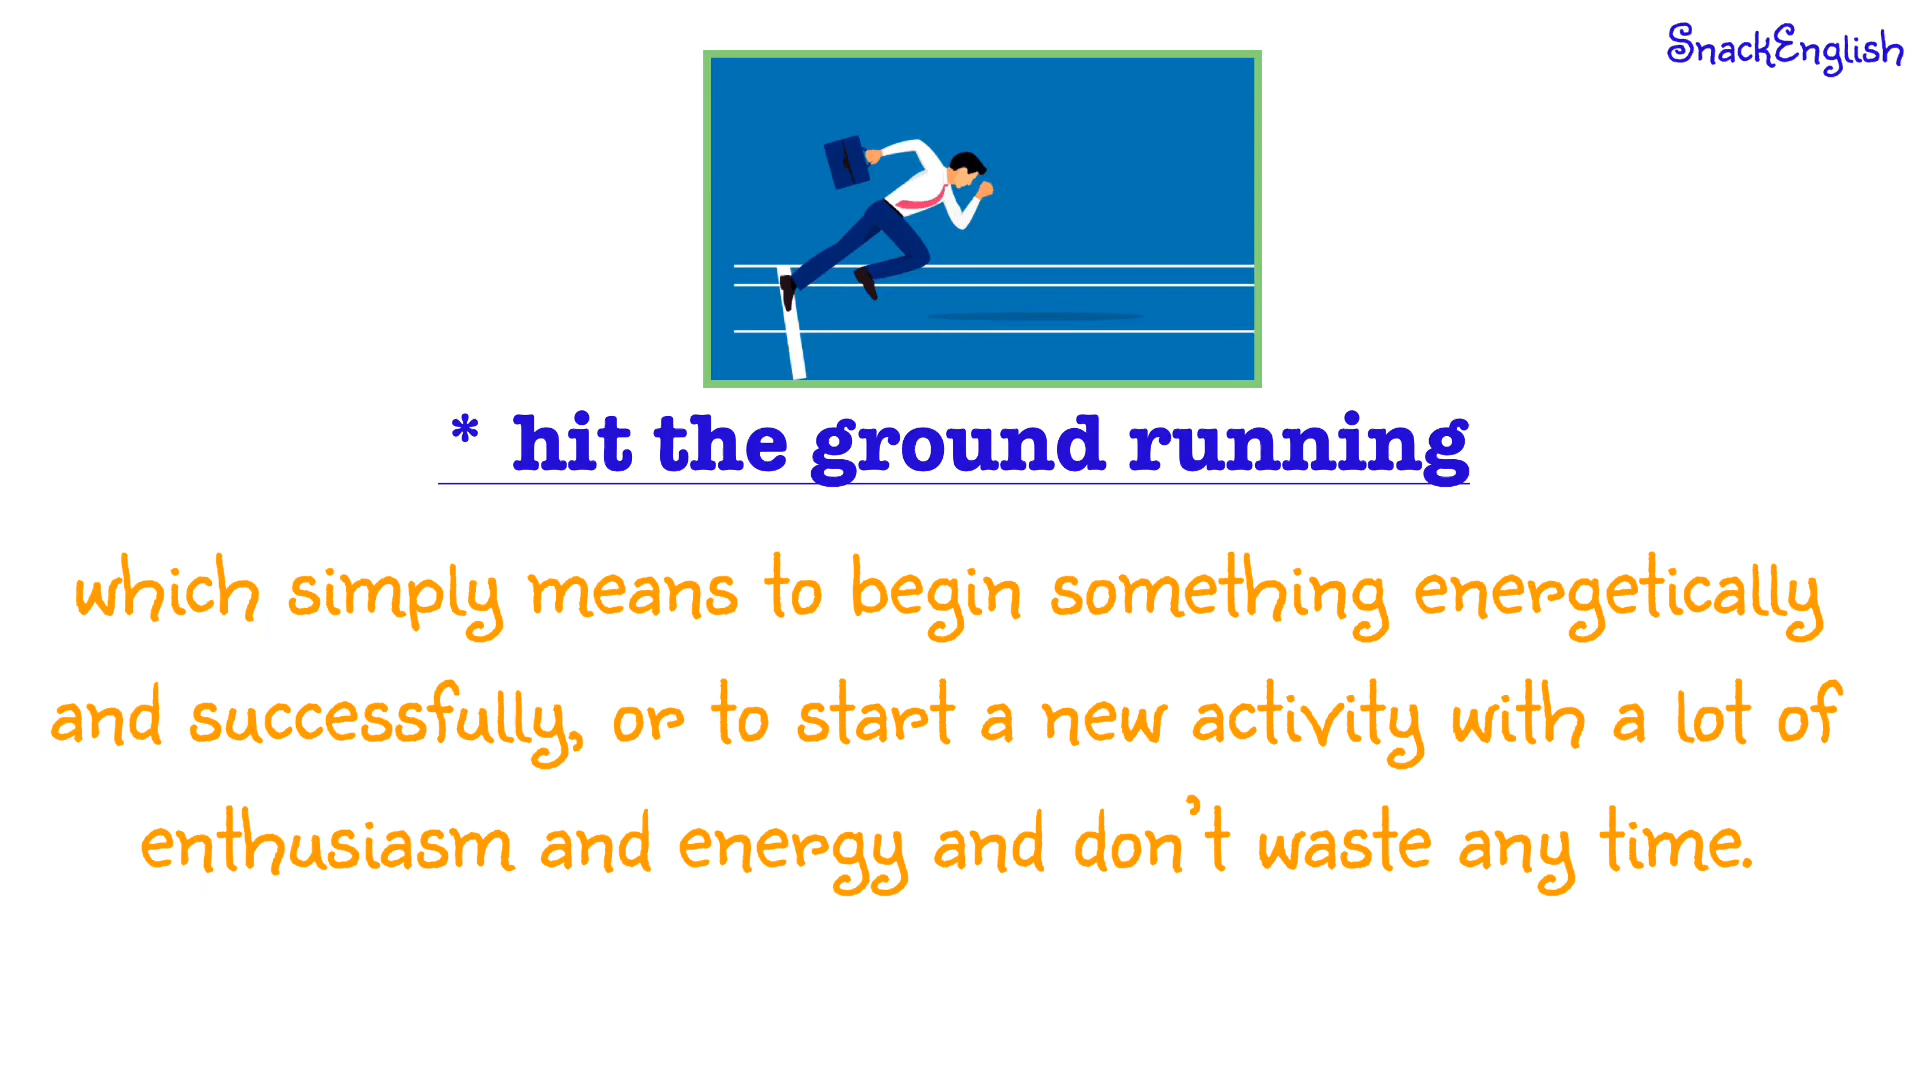 SnackEnglish
* hit the ground running
which simply means to begin something energetically
and successfully, or to start a new activity with a lot of
enthusiasm and energy and don't waste any time.